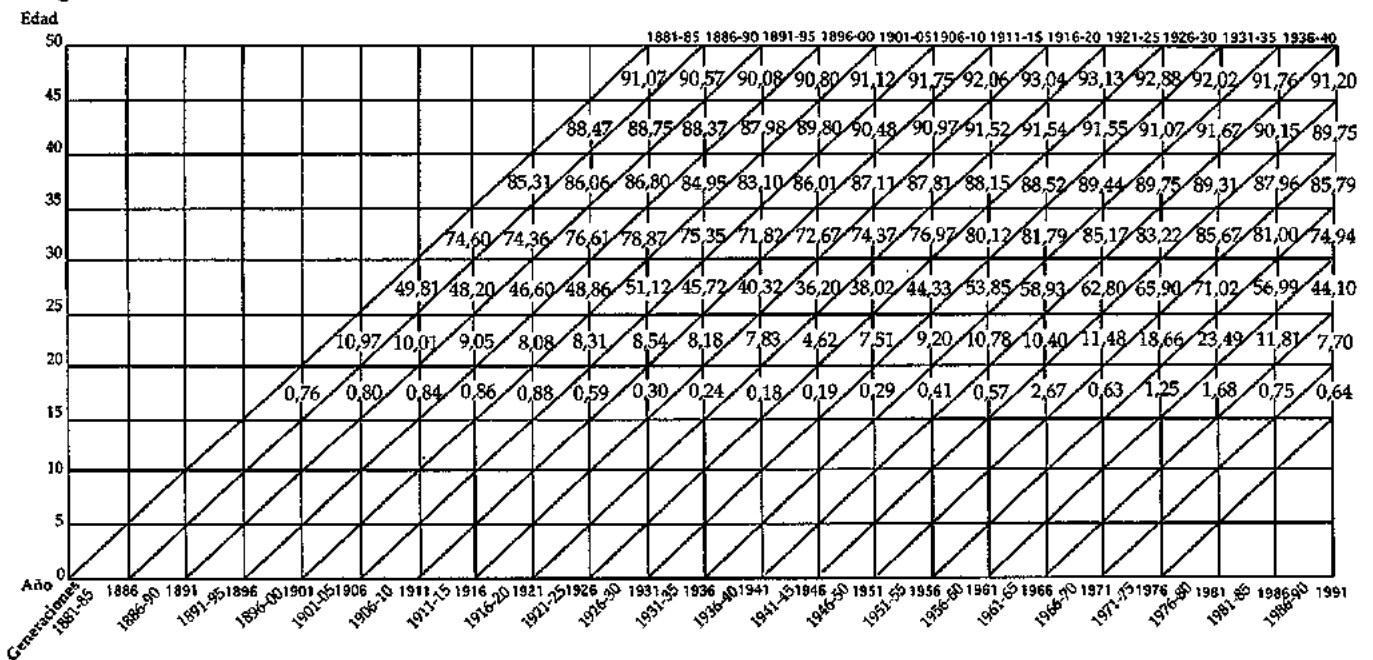 Edad
50
1881-85 1886-90 1891-95 1896-00 1901-05 1906-10 1911-15 1916-20 1921-25 1926-30 1931-35 1936-40
91,07 90,57 90,08 90,80 91,12 91,75 92,06 93,04 93,13 92,88 92,02 91,76 91,20
45
88,47 88,75 88,37 87,98 89,80 90,48 90,97 91,52 91,54 91,55 91,07 91,67 90,15 89,75
40
85,31 86,06 86,80 84,95 83,10 86,01 87,11 87,81 88,15 88,52 89,44 89,75 89,31 87,96 85,79
35
74,60 74,36 76,61 78,87 75,35 71,82 72,67 74,37 76,97 80,12 81,79 85,17 83,22 85,67 81,00 74,94
30
49,81 48,20 46,60 48,86 51,12 45,72 40,32 36,20 38,02 44,33 53,85 58,93 62,80 65,90 71,02 56,99 44,10
25
10,97 10,01 9,05 8,08 8,31 8,54 8,18 7,83 4,62 7,51 9,20 10,78 10,40 11,48 18,66 23,49 11,81 7,70
20
0,76 0,80 0,84 0,86 0,88 0,59 0,30 0,24 0,18 0,19 0,29 0,41 0,57 2,67 0,63 1,25 1,68 0,75 0,64
15
10
5
0
Año 1886 1891 1896 1901 1906 1911 1916 1921 1926 1931 1936 1941 1946 1951 1956 1961 1966 1971 1976 1981 1986 1991
Generaciones 1881-85 1886-90 1891-95 1896-00 1901-05 1906-10 1911-15 1916-20 1921-25 1926-30 1931-35 1936-40 1941-45 1946-50 1951-55 1956-60 1961-65 1966-70 1971-75 1976-80 1981-85 1986-90